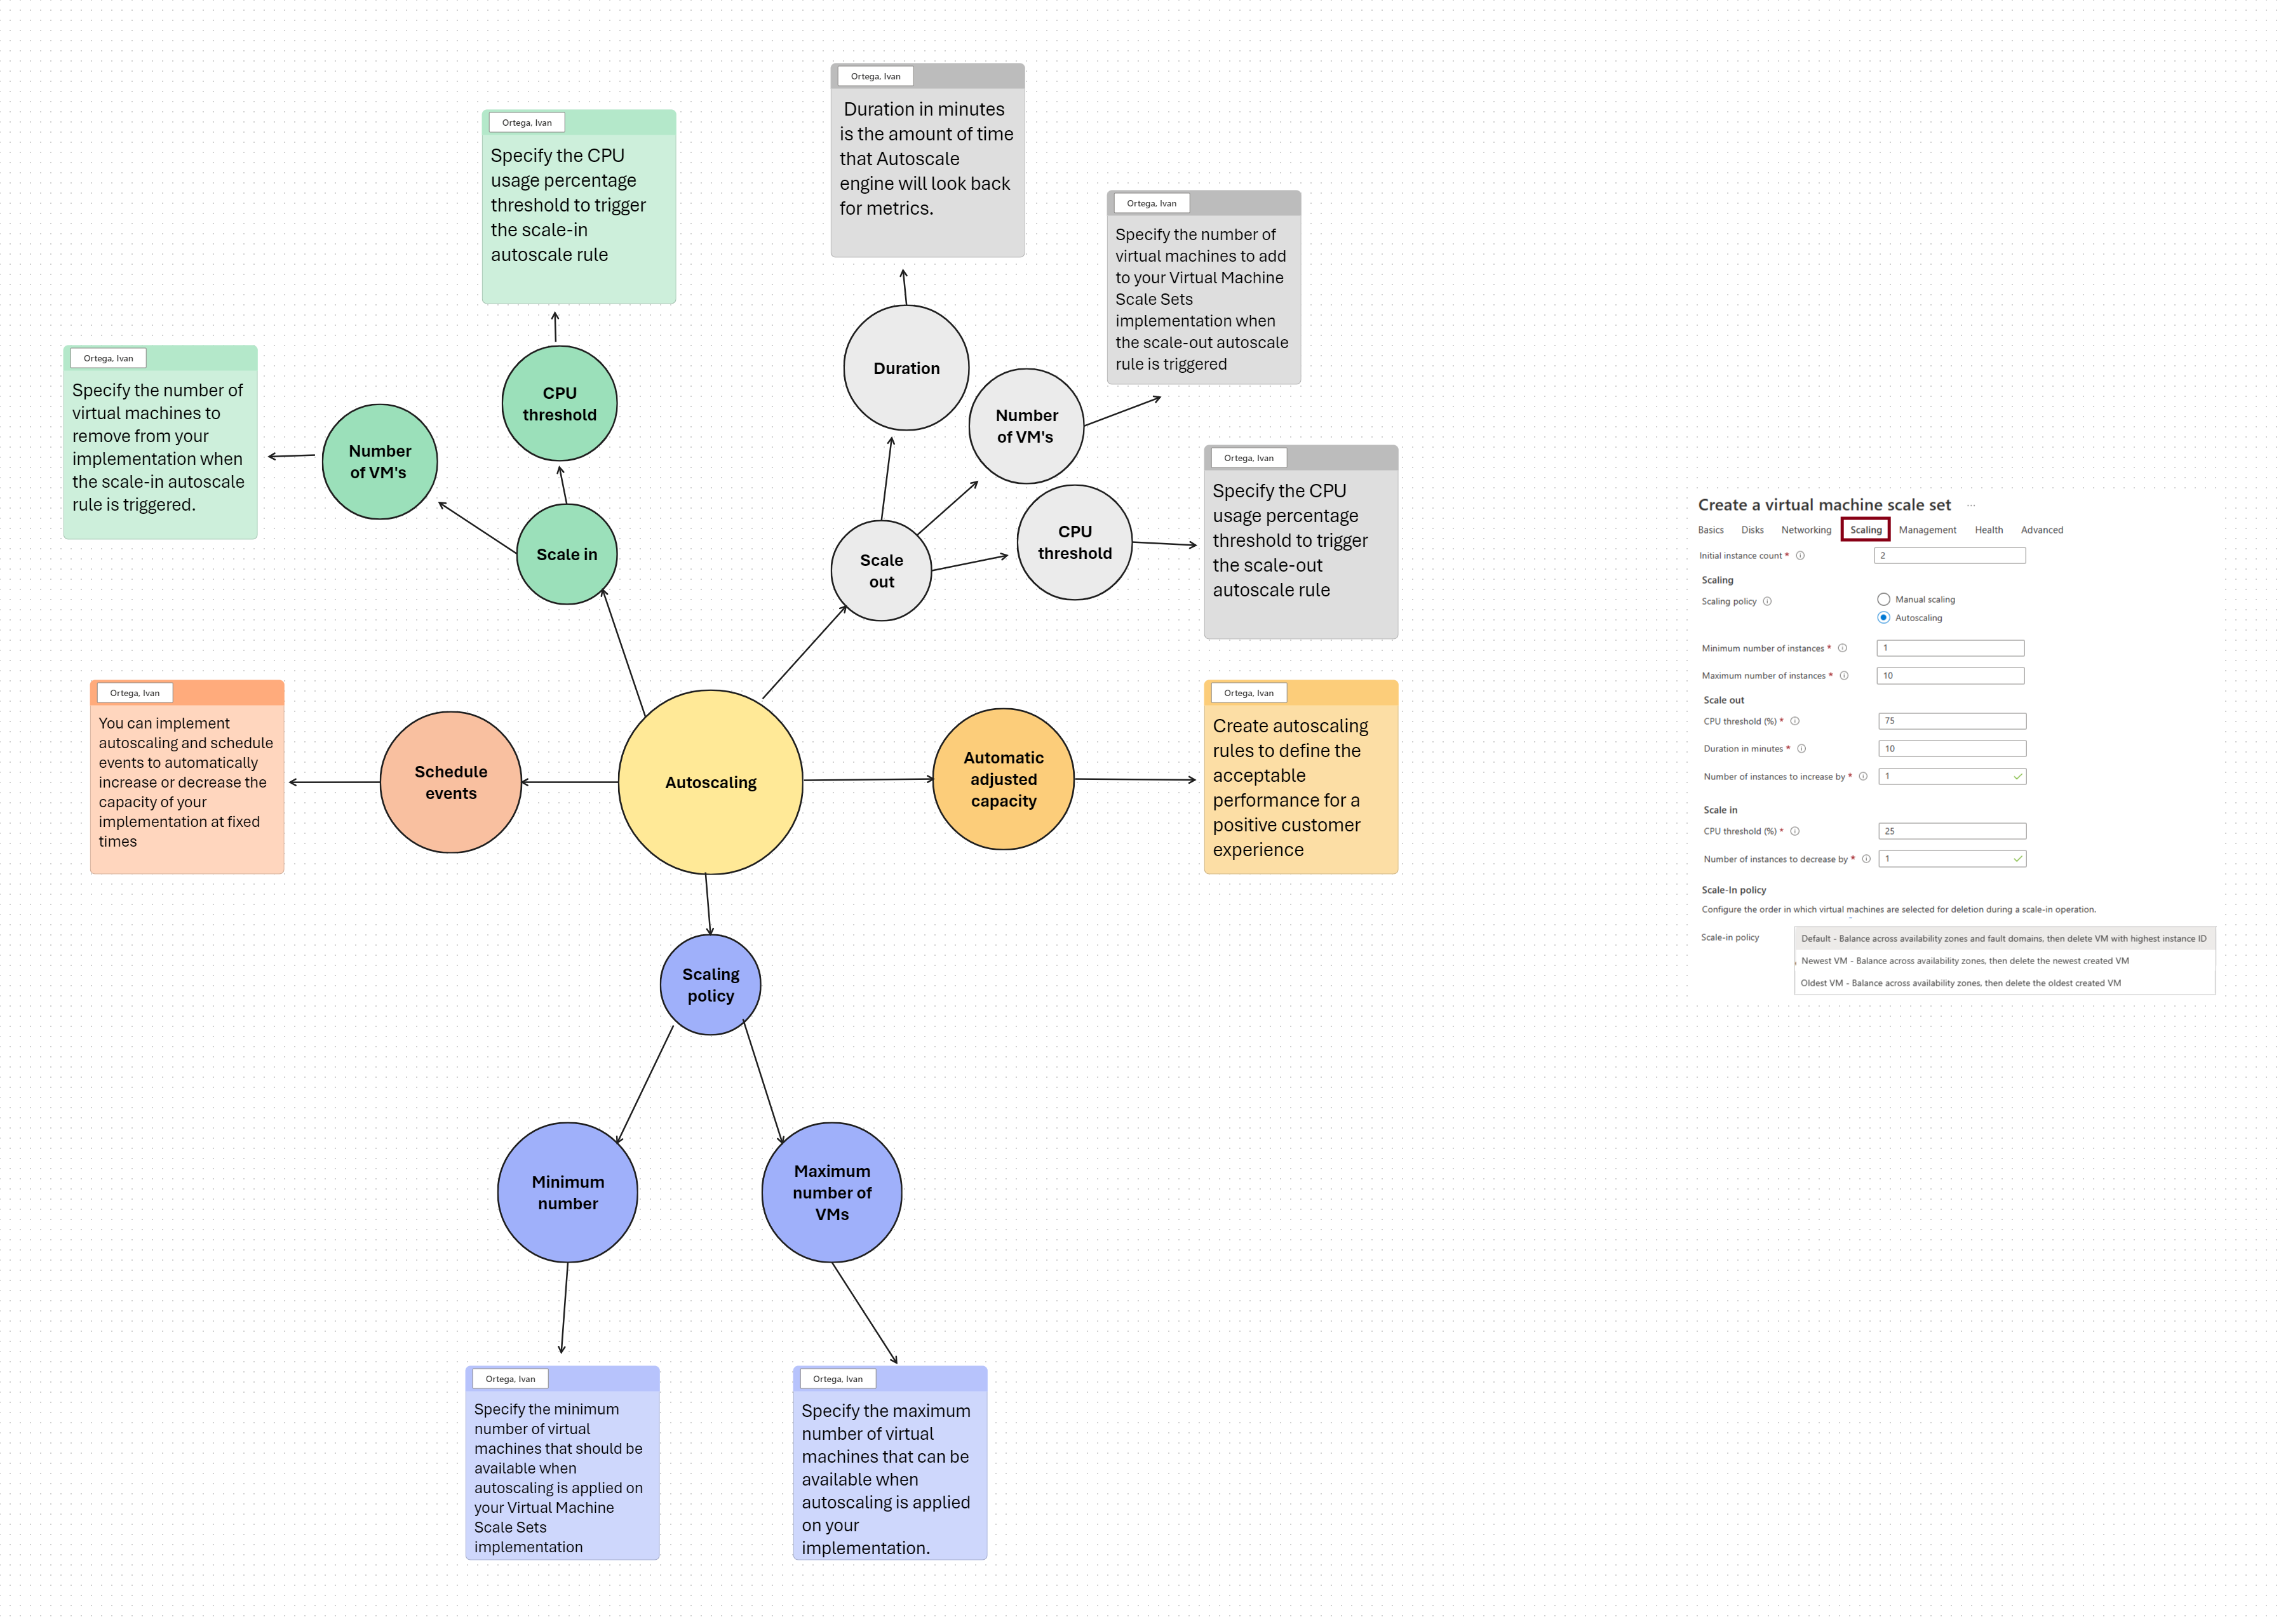 Ortega, Ivan
Duration in minutes
is the amount of time
that Autoscale
engine will look back
for metrics.
Ortega, Ivan
Specify the CPU
usage percentage
threshold to trigger
the scale-in
autoscale rule
Ortega, Ivan
Specify the number of
virtual machines to add
to your Virtual Machine
Scale Sets
implementation when
the scale-out autoscale
rule is triggered
Ortega, Ivan
Specify the number of
virtual machines to
remove from your
implementation when
the scale-in autoscale
rule is triggered.
Number
of VM's
CPU
threshold
Scale in
Duration
Number
of VM's
CPU
threshold
Scale
out
Ortega, Ivan
Specify the CPU
usage percentage
threshold to trigger
the scale-out
autoscale rule
Ortega, Ivan
You can implement
autoscaling and schedule
events to automatically
increase or decrease the
capacity of your
implementation at fixed
times
Schedule
events
Autoscaling
Automatic
adjusted
capacity
Ortega, Ivan
Create autoscaling
rules to define the
acceptable
performance for a
positive customer
experience
Scaling
policy
Minimum
number
Maximum
number of
VMs
Ortega, Ivan
Specify the minimum
number of virtual
machines that should be
available when
autoscaling is applied on
your Virtual Machine
Scale Sets
implementation
Ortega, Ivan
Specify the maximum
number of virtual
machines that can be
available when
autoscaling is applied
on your
implementation.
Create a virtual machine scale set ...
Basics Disks Networking Scaling Management Health Advanced
Initial instance count * 2
Scaling
Scaling policy Manual scaling
Autoscaling
Minimum number of instances * 1
Maximum number of instances * 10
Scale out
CPU threshold (%) * 75
Duration in minutes * 10
Number of instances to increase by * 1
Scale in
CPU threshold (%) * 25
Number of instances to decrease by * 1
Scale-In policy
Configure the order in which virtual machines are selected for deletion during a scale-in operation.
Scale-in policy Default - Balance across availability zones and fault domains, then delete VM with highest instance ID
Newest VM - Balance across availability zones, then delete the newest created VM
Oldest VM - Balance across availability zones, then delete the oldest created VM